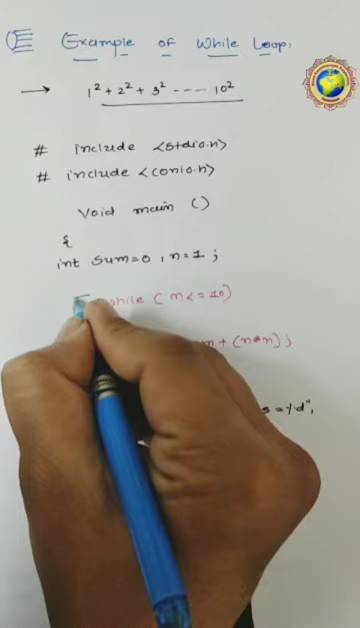 Example of While Loop.
→ 1² + 2² + 3² ---- 10²
# include <stdio.h>
# include <conio.h>
Void main ()
{
int sum=0, n=1;
while (n<=10)
m + (n*n);
s=%d",